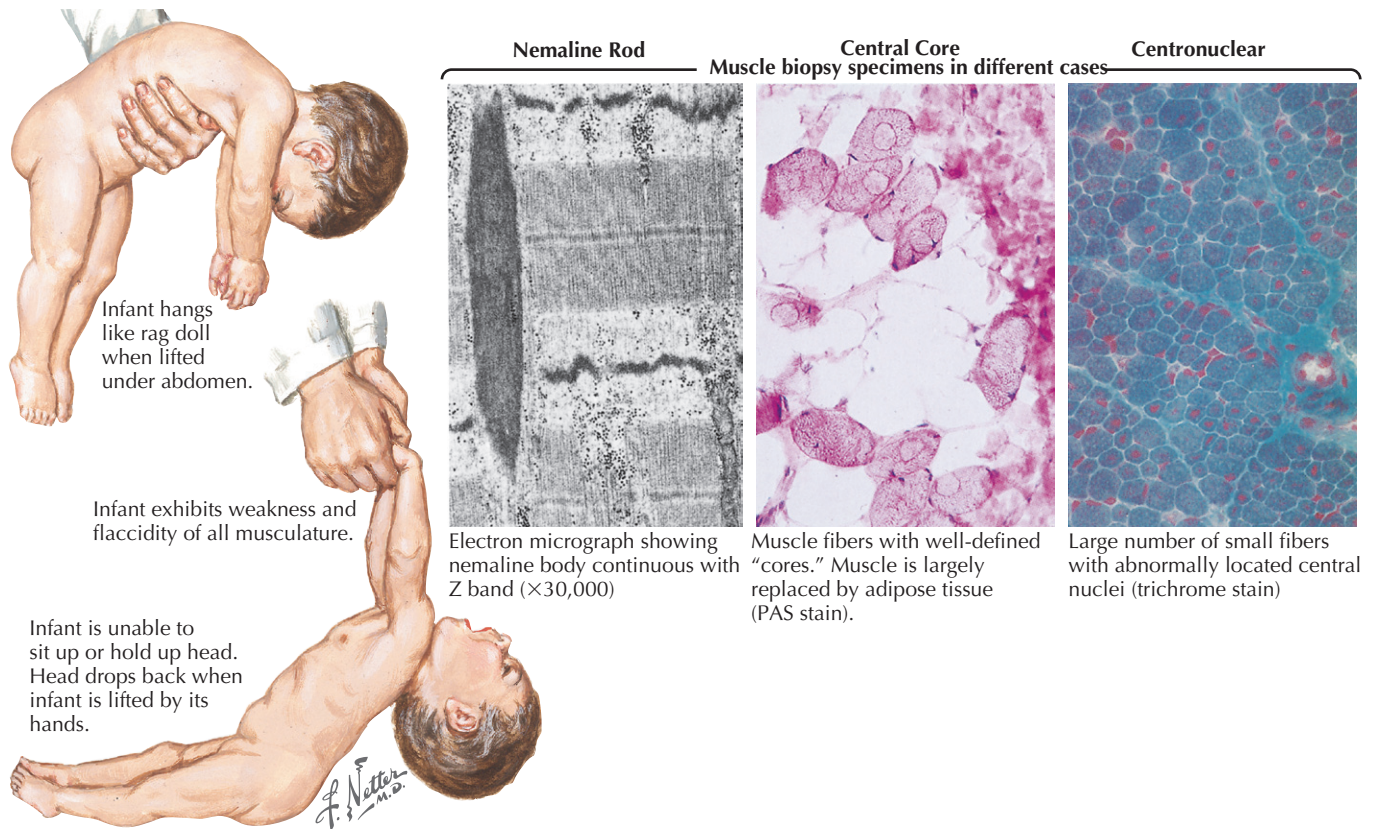 Nemaline Rod
Central Core
Centronuclear
Muscle biopsy specimens in different cases
Infant hangs
like rag doll
when lifted
under abdomen.
Infant exhibits weakness and
flaccidity of all musculature.
Infant is unable to
sit up or hold up head.
Head drops back when
infant is lifted by its
hands.
Electron micrograph showing
nemaline body continuous with
Z band (×30,000)
Muscle fibers with well-defined
“cores.” Muscle is largely
replaced by adipose tissue
(PAS stain).
Large number of small fibers
with abnormally located central
nuclei (trichrome stain)
F. Netter
M.D.